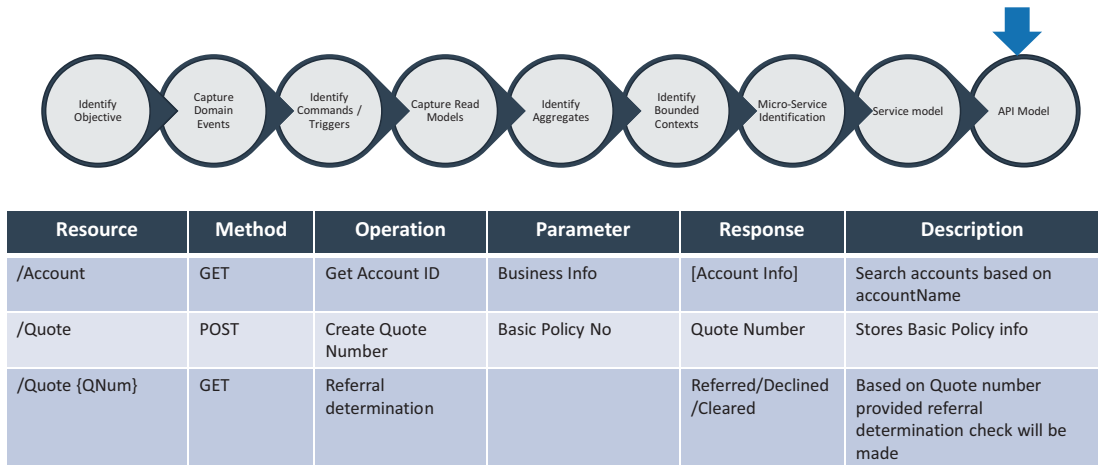 Identify
Objective
Capture
Domain
Events
Identify
Commands /
Triggers
Capture Read
Models
Identify
Aggregates
Identify
Bounded
Contexts
Micro-Service
Identification
Service model
API Model
Resource Method Operation Parameter Response Description
/Account GET Get Account ID Business Info [Account Info] Search accounts based on
accountName
/Quote POST Create Quote Basic Policy No Quote Number Stores Basic Policy info
Number
/Quote {QNum} GET Referral Referred/Declined Based on Quote number
determination /Cleared provided referral
determination check will be
made